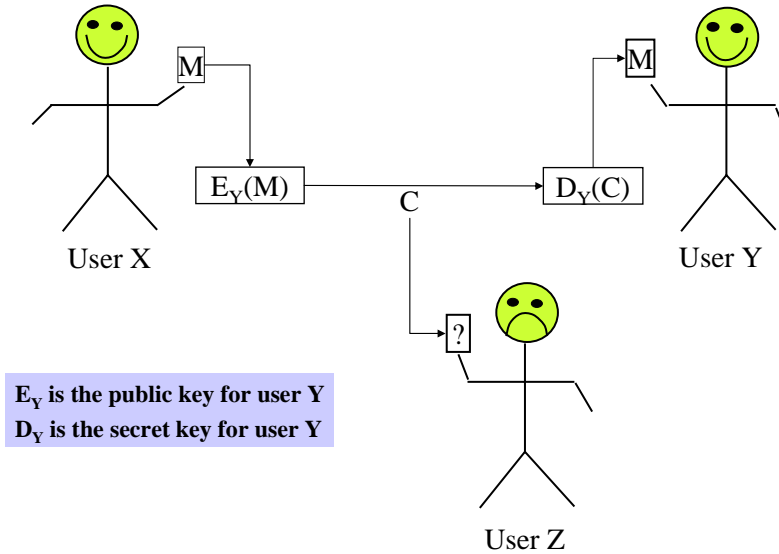 M
M
E_Y(M)
D_Y(C)
C
User X
User Y
?
E_Y is the public key for user Y
D_Y is the secret key for user Y
User Z